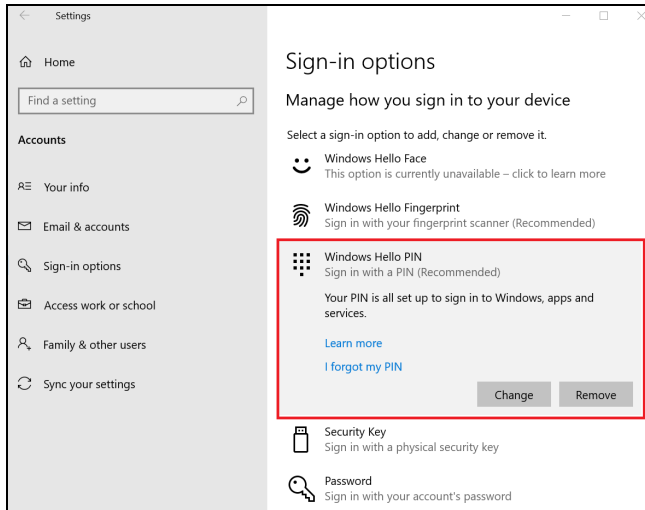 Settings
Home
Find a setting
Accounts
Your info
Email & accounts
Sign-in options
Access work or school
Family & other users
Sync your settings
Sign-in options
Manage how you sign in to your device
Select a sign-in option to add, change or remove it.
Windows Hello Face
This option is currently unavailable – click to learn more
Windows Hello Fingerprint
Sign in with your fingerprint scanner (Recommended)
Windows Hello PIN
Sign in with a PIN (Recommended)
Your PIN is all set up to sign in to Windows, apps and
services.
Learn more
I forgot my PIN
Change Remove
Security Key
Sign in with a physical security key
Password
Sign in with your account's password